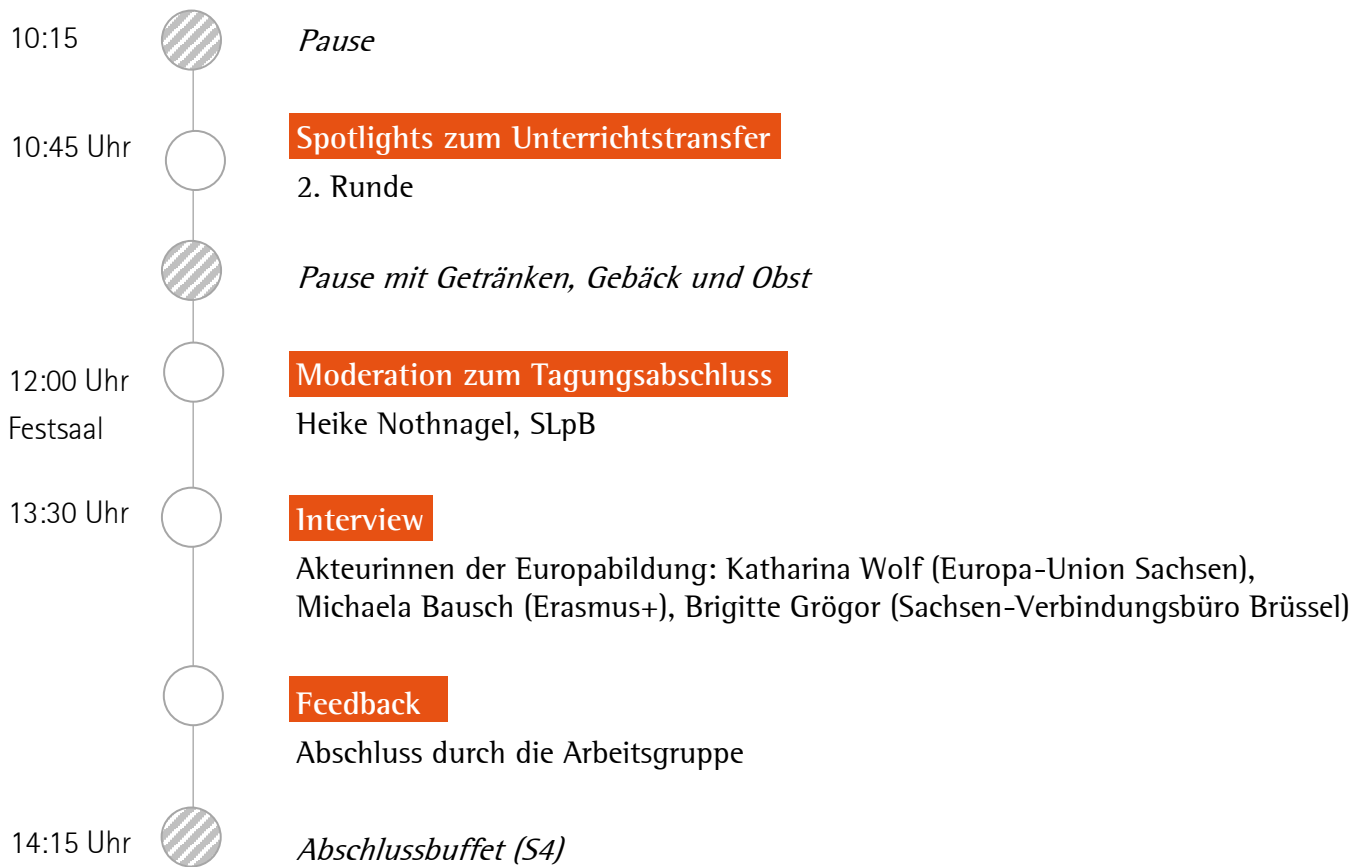 10:15 Pause
10:45 Uhr Spotlights zum Unterrichtstransfer
2. Runde
Pause mit Getränken, Gebäck und Obst
12:00 Uhr Moderation zum Tagungsabschluss
Festsaal Heike Nothnagel, SLpB
13:30 Uhr Interview
Akteurinnen der Europabildung: Katharina Wolf (Europa-Union Sachsen),
Michaela Bausch (Erasmus+), Brigitte Grögor (Sachsen-Verbindungsbüro Brüssel)
Feedback
Abschluss durch die Arbeitsgruppe
14:15 Uhr Abschlussbuffet (S4)